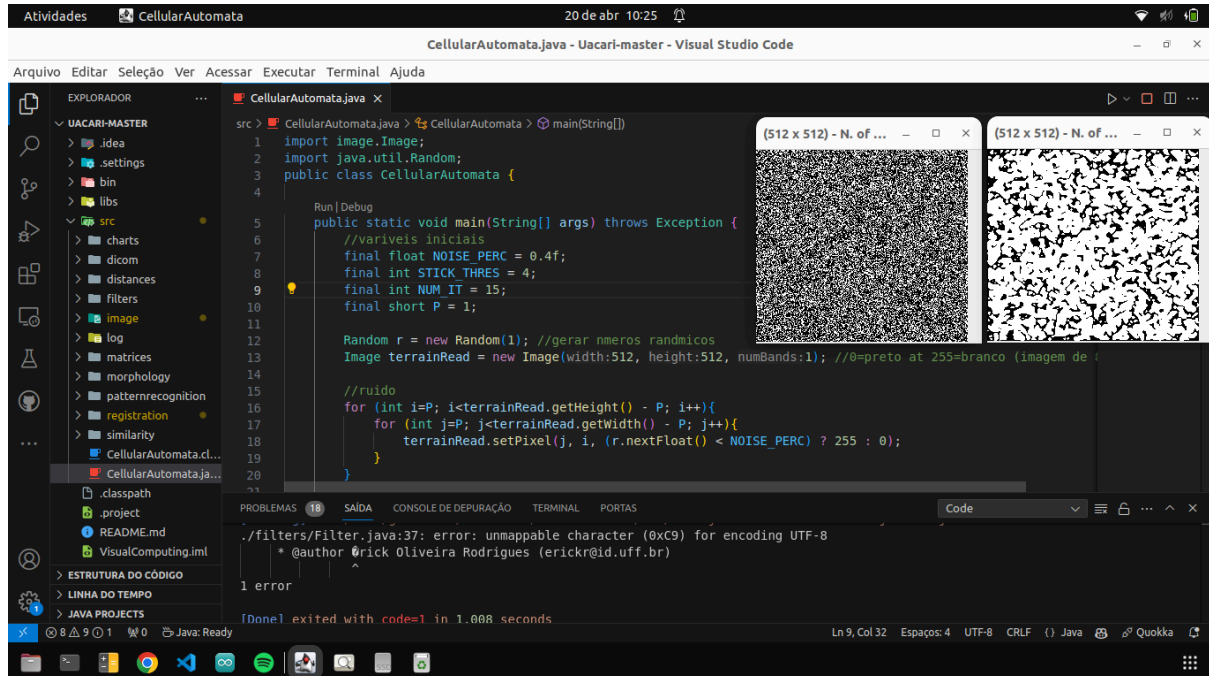 Atividades CellularAutomata 20 de abr 10:25
CellularAutomata.java - Uacari-master - Visual Studio Code
Arquivo Editar Seleção Ver Acessar Executar Terminal Ajuda
EXPLORADOR ...
UACARI-MASTER
.idea
.settings
bin
libs
src
charts
dicom
distances
filters
image
log
matrices
morphology
patternrecognition
registration
similarity
CellularAutomata.cl...
CellularAutomata.ja...
.classpath
.project
README.md
VisualComputing.iml
ESTRUTURA DO CÓDIGO
LINHA DO TEMPO
JAVA PROJECTS
CellularAutomata.java
src > CellularAutomata.java > CellularAutomata > main(String[])
1 import image.Image;
2 import java.util.Random;
3 public class CellularAutomata {
4
Run | Debug
5 public static void main(String[] args) throws Exception {
6 //variveis iniciais
7 final float NOISE_PERC = 0.4f;
8 final int STICK_THRES = 4;
9 final int NUM_IT = 15;
10 final short P = 1;
11
12 Random r = new Random(1); //gerar nmeros randmicos
13 Image terrainRead = new Image(width:512, height:512, numBands:1); //0=preto at 255=branco (imagem de
14
15 //ruido
16 for (int i=P; i<terrainRead.getHeight() - P; i++){
17 for (int j=P; j<terrainRead.getWidth() - P; j++){
18 terrainRead.setPixel(j, i, (r.nextFloat() < NOISE_PERC) ? 255 : 0);
19 }
20 }
21
(512 x 512) - N. of ...
(512 x 512) - N. of ...
PROBLEMAS 18 SAÍDA CONSOLE DE DEPURAÇÃO TERMINAL PORTAS Code
./filters/Filter.java:37: error: unmappable character (0xC9) for encoding UTF-8
* @author �rick Oliveira Rodrigues (erickr@id.uff.br)
^
1 error
[Done] exited with code=1 in 1.008 seconds
8 9 1 0 Java: Ready Ln 9, Col 32 Espaços: 4 UTF-8 CRLF {} Java Quokka
1